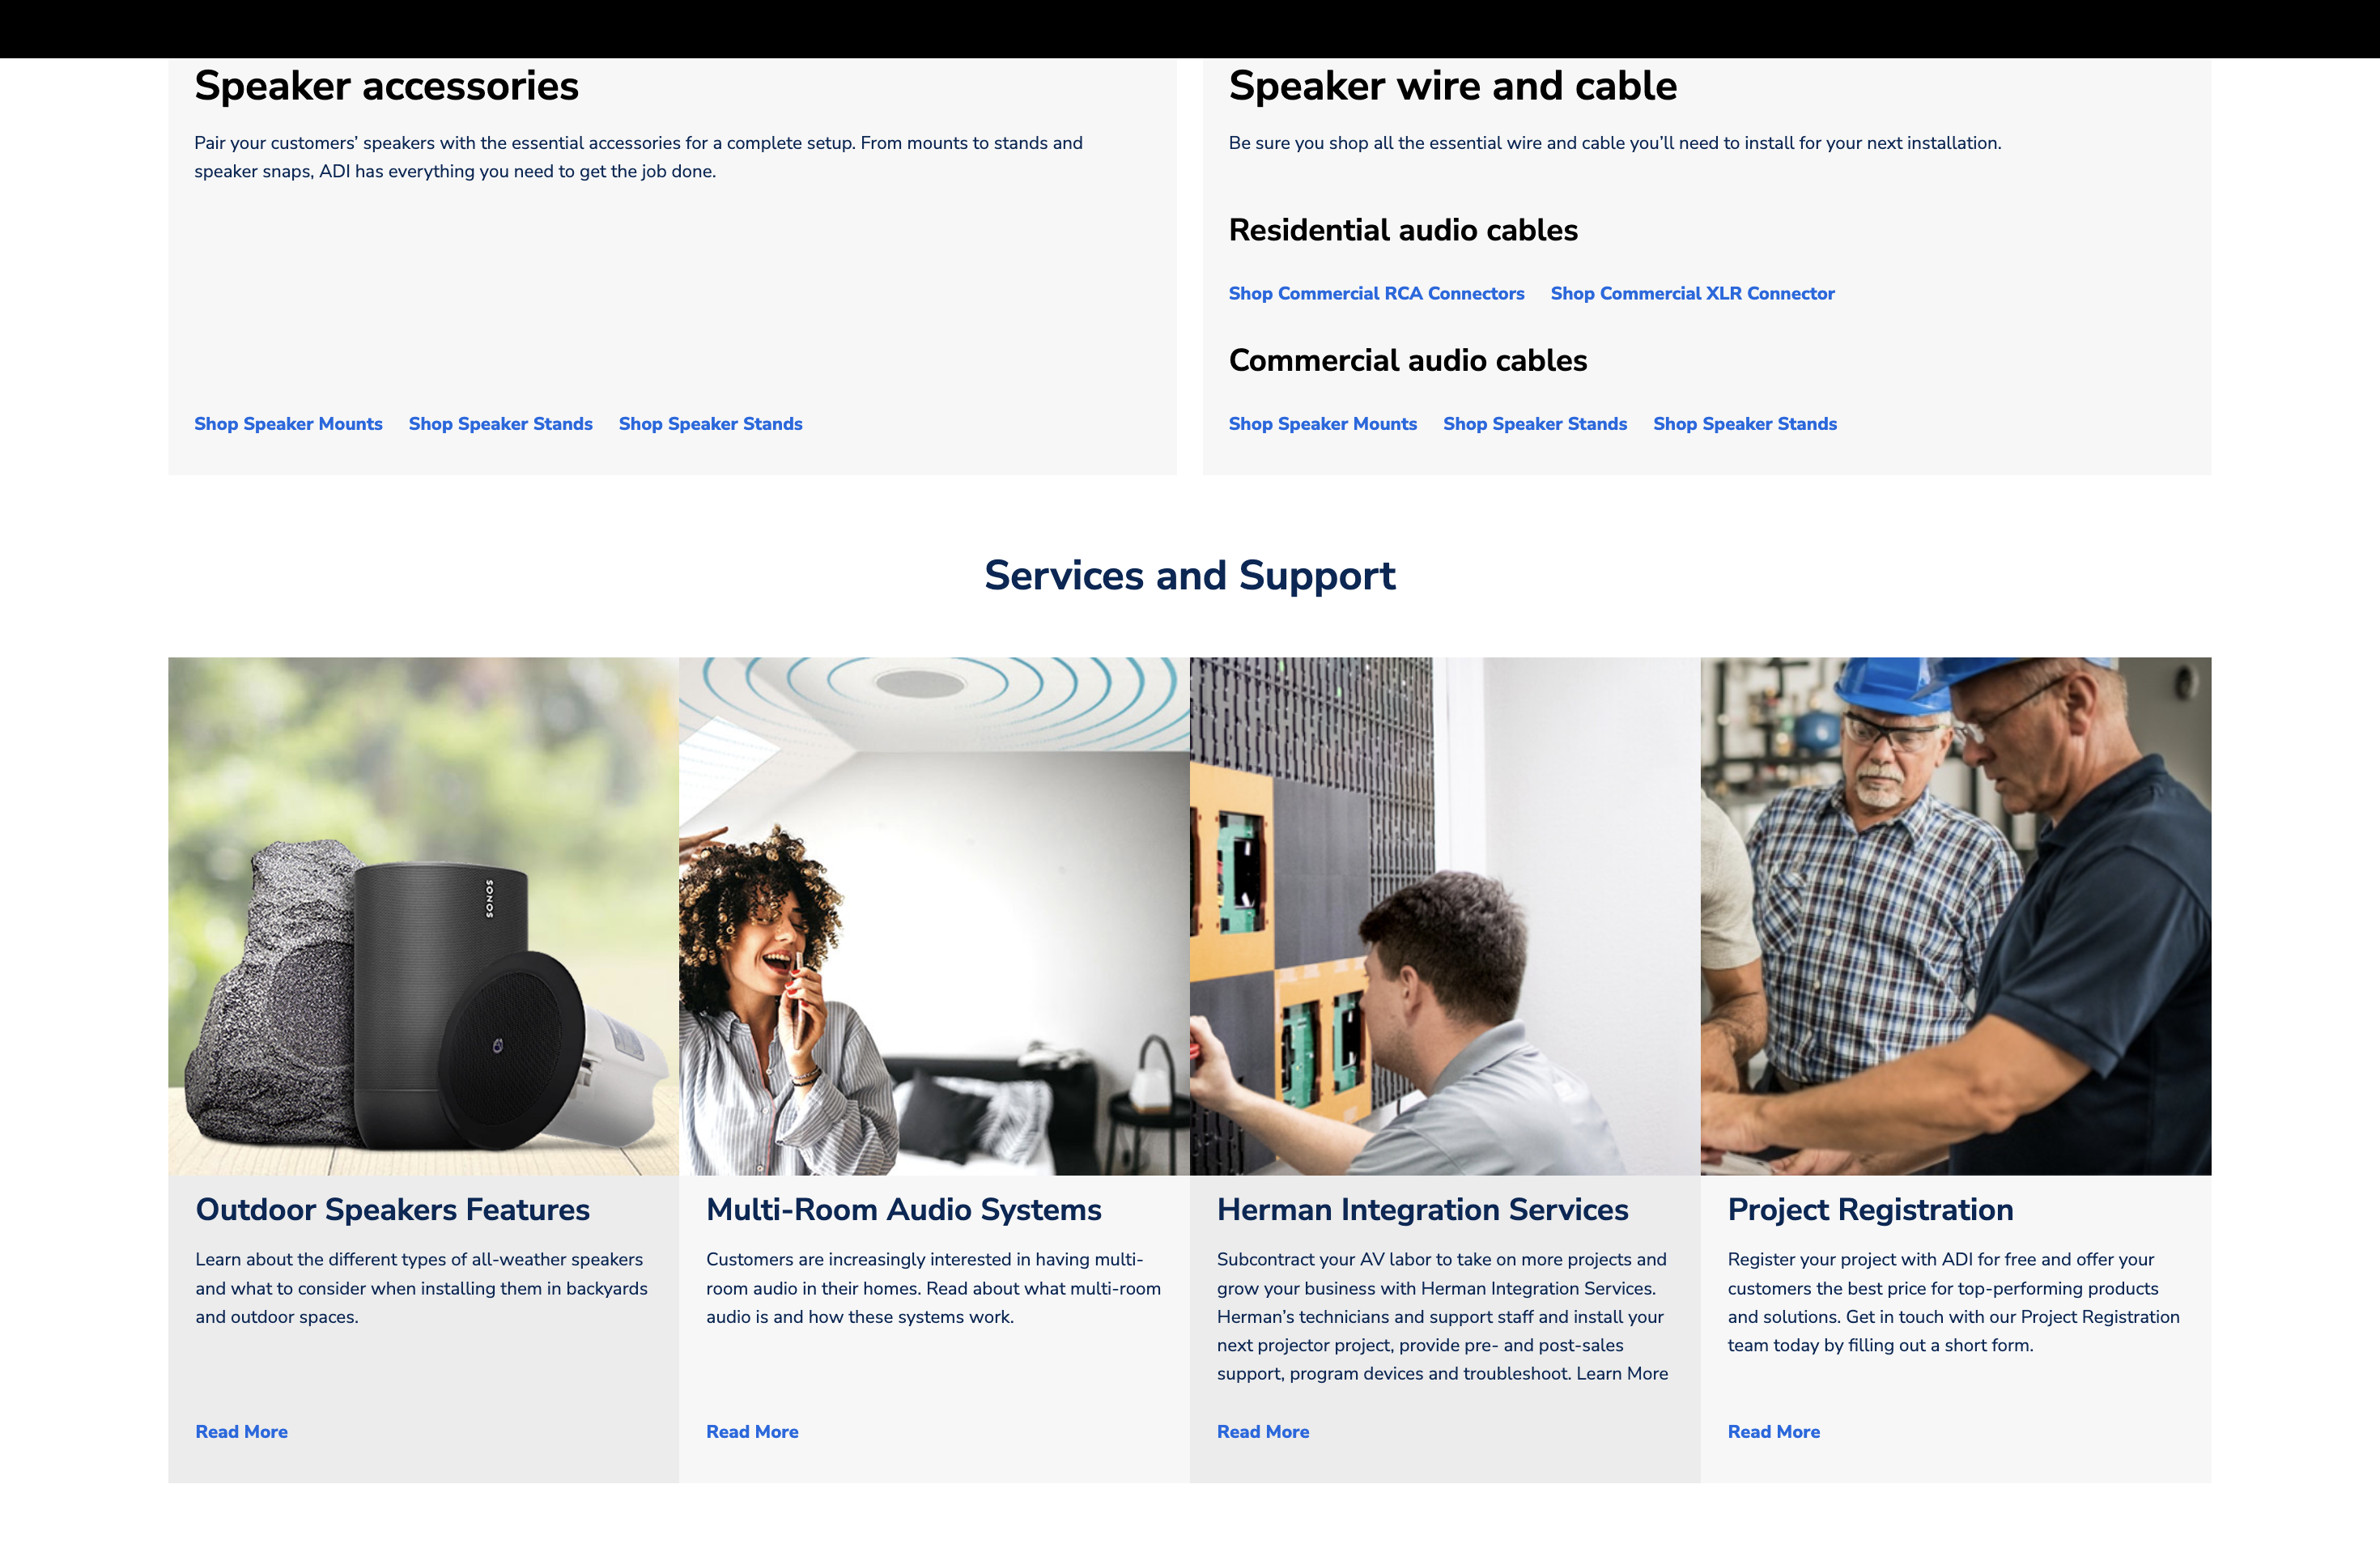 Speaker accessories
Pair your customers’ speakers with the essential accessories for a complete setup. From mounts to stands and
speaker snaps, ADI has everything you need to get the job done.
Shop Speaker Mounts Shop Speaker Stands Shop Speaker Stands
Speaker wire and cable
Be sure you shop all the essential wire and cable you’ll need to install for your next installation.
Residential audio cables
Shop Commercial RCA Connectors Shop Commercial XLR Connector
Commercial audio cables
Shop Speaker Mounts Shop Speaker Stands Shop Speaker Stands
Services and Support
SONOS
Outdoor Speakers Features
Learn about the different types of all-weather speakers
and what to consider when installing them in backyards
and outdoor spaces.
Read More
Multi-Room Audio Systems
Customers are increasingly interested in having multi-
room audio in their homes. Read about what multi-room
audio is and how these systems work.
Read More
Herman Integration Services
Subcontract your AV labor to take on more projects and
grow your business with Herman Integration Services.
Herman’s technicians and support staff and install your
next projector project, provide pre- and post-sales
support, program devices and troubleshoot. Learn More
Read More
Project Registration
Register your project with ADI for free and offer your
customers the best price for top-performing products
and solutions. Get in touch with our Project Registration
team today by filling out a short form.
Read More